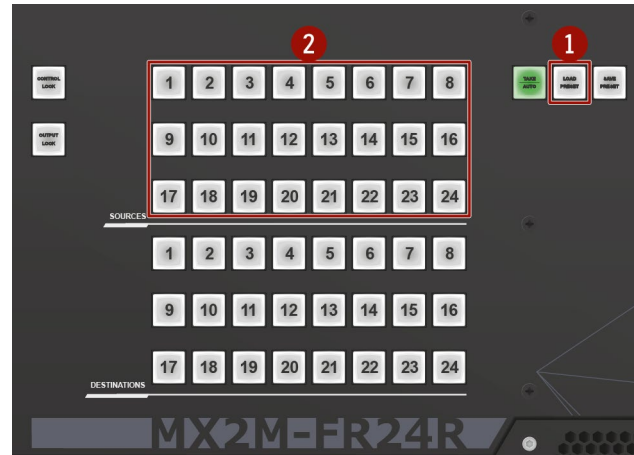 2
1
CONTROL LOCK
1 2 3 4 5 6 7 8
TAKE AUTO
LOAD PRESET
SAVE PRESET
OUTPUT LOCK
9 10 11 12 13 14 15 16
17 18 19 20 21 22 23 24
SOURCES
1 2 3 4 5 6 7 8
9 10 11 12 13 14 15 16
17 18 19 20 21 22 23 24
DESTINATIONS
MX2M-FR24R